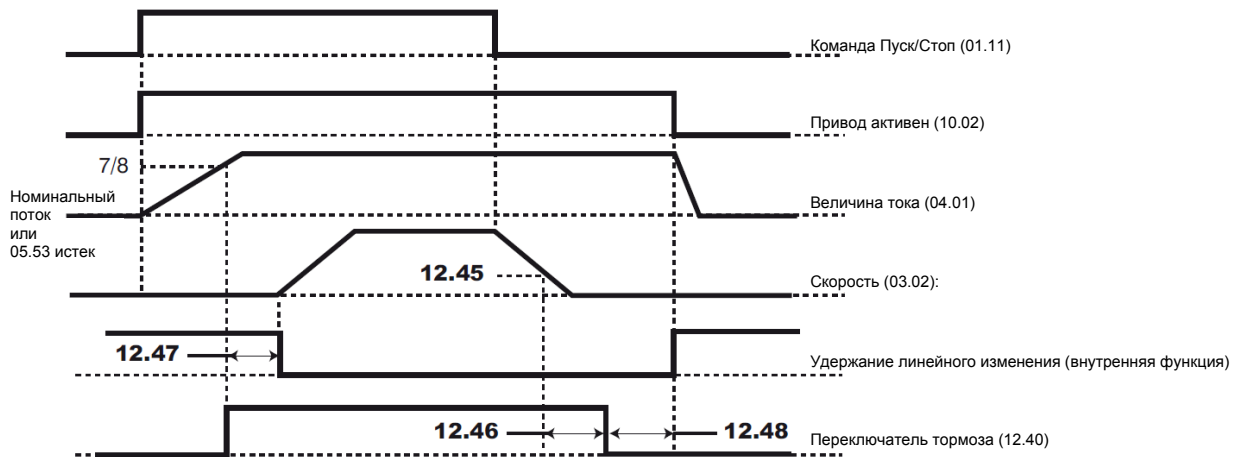 Команда Пуск/Стоп (01.11)
Привод активен (10.02)
7/8
Номинальный
поток
или
05.53 истек
Величина тока (04.01)
12.45
Скорость (03.02):
12.47
Удержание линейного изменения (внутренняя функция)
12.46
12.48
Переключатель тормоза (12.40)